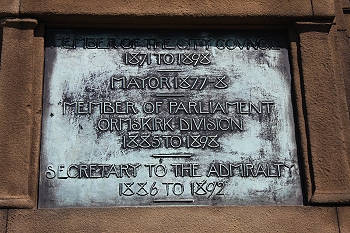 MEMBER OF THE CITY COUNCIL
1871 TO 1898
MAYOR 1877-8
MEMBER OF PARLIAMENT
ORMSKIRK-DIVISION
1885 TO 1898
SECRETARY TO THE ADMIRALTY
1886 TO 1892